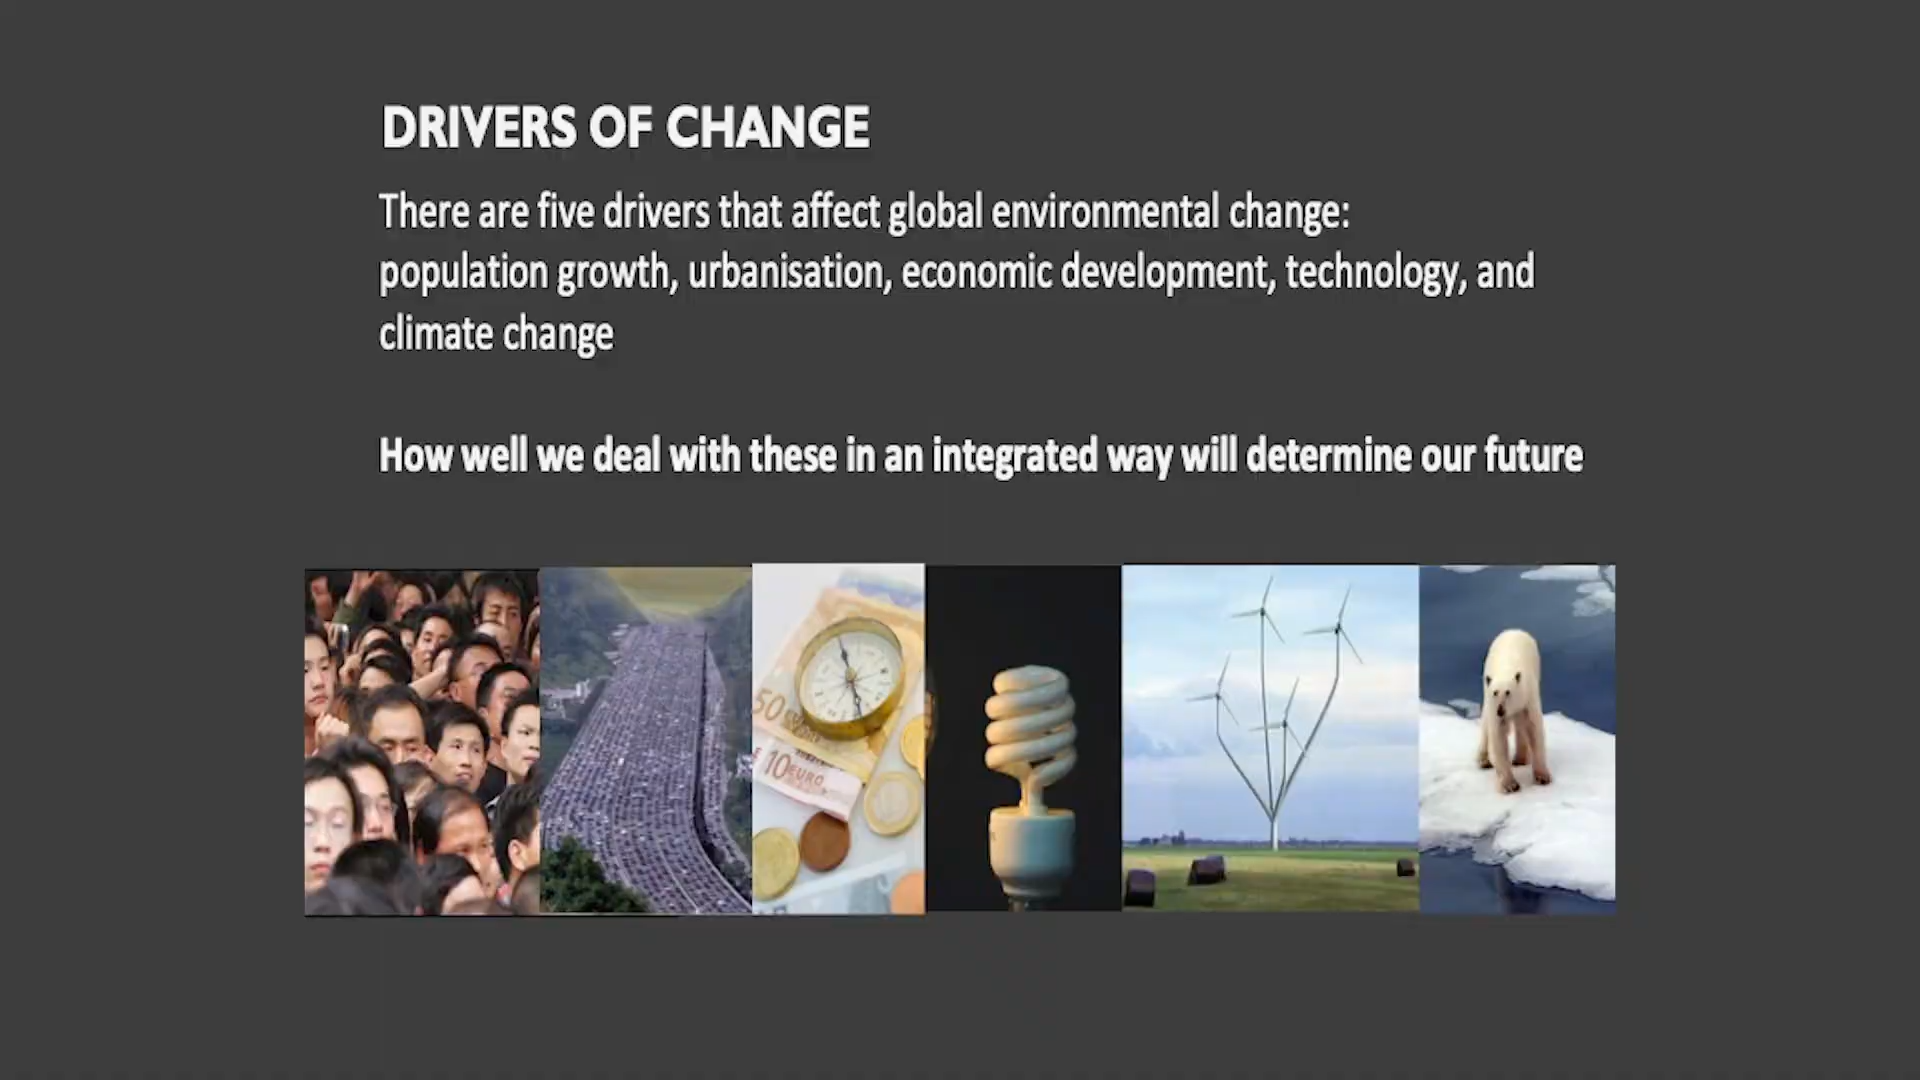 DRIVERS OF CHANGE
There are five drivers that affect global environmental change:
population growth, urbanisation, economic development, technology, and
climate change
How well we deal with these in an integrated way will determine our future
50
10 EURO